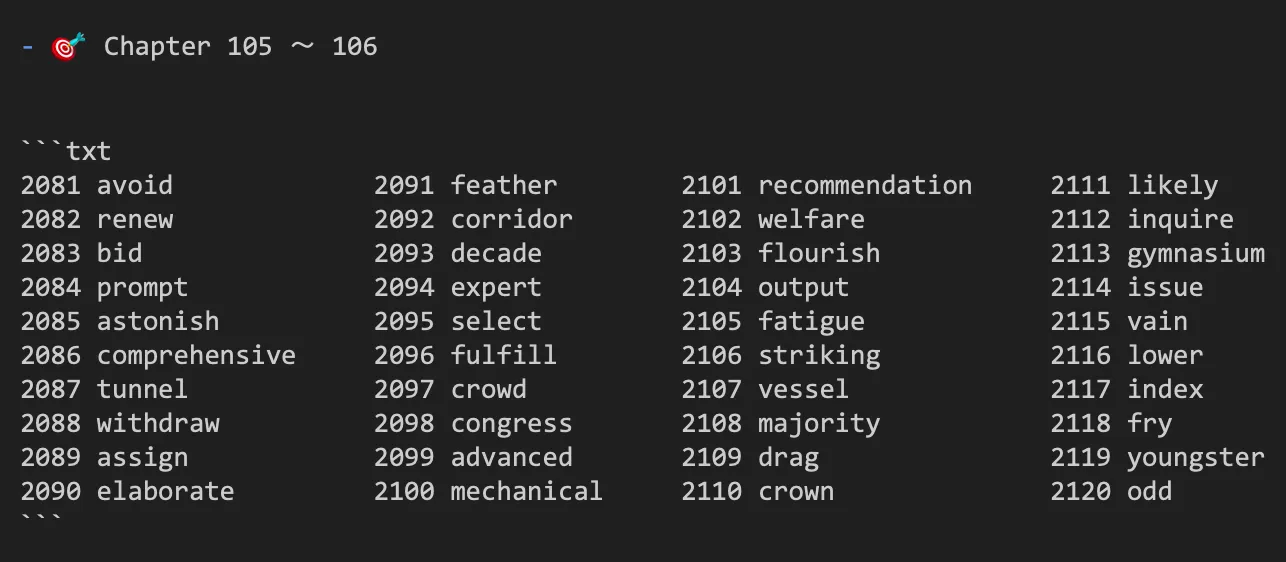 - 🎯 Chapter 105 ～ 106
```txt
2081 avoid 2091 feather 2101 recommendation 2111 likely
2082 renew 2092 corridor 2102 welfare 2112 inquire
2083 bid 2093 decade 2103 flourish 2113 gymnasium
2084 prompt 2094 expert 2104 output 2114 issue
2085 astonish 2095 select 2105 fatigue 2115 vain
2086 comprehensive 2096 fulfill 2106 striking 2116 lower
2087 tunnel 2097 crowd 2107 vessel 2117 index
2088 withdraw 2098 congress 2108 majority 2118 fry
2089 assign 2099 advanced 2109 drag 2119 youngster
2090 elaborate 2100 mechanical 2110 crown 2120 odd
```